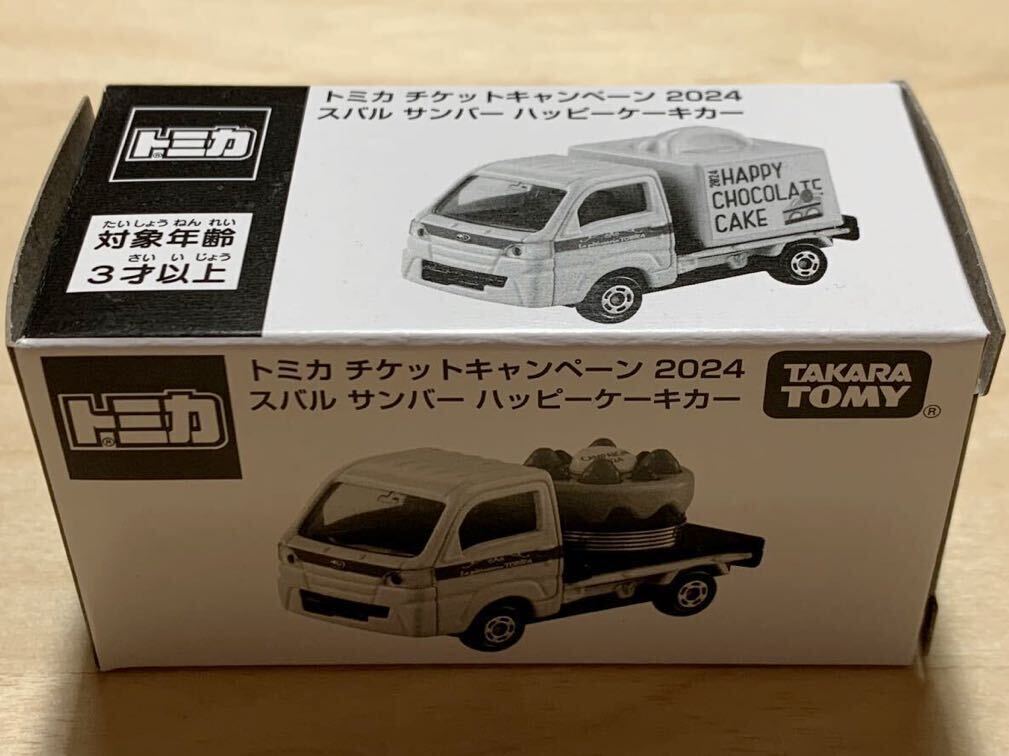 トミカ チケットキャンペーン 2024
スバル サンバー ハッピーケーキカー
トミカ®
たいしょうねんれい
対象年齢
さいいじょう
3才以上
2024 HAPPY
CHOCOLATE
CAKE
トミカ®
トミカ チケットキャンペーン 2024
スバル サンバー ハッピーケーキカー
TAKARA
TOMY®